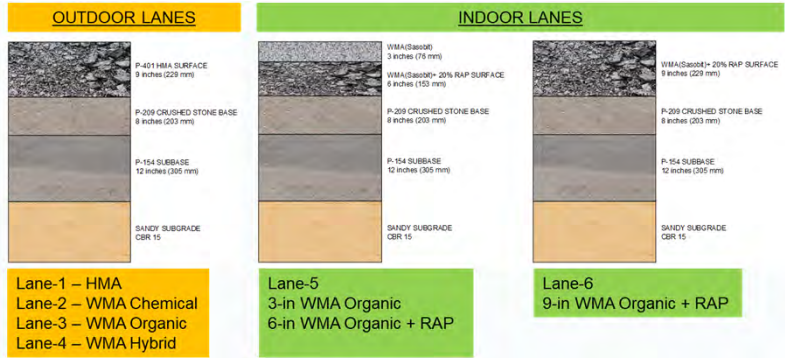 OUTDOOR LANES
INDOOR LANES
P-401 HMA SURFACE
9 inches (229 mm)
P-209 CRUSHED STONE BASE
8 inches (203 mm)
P-154 SUBBASE
12 inches (305 mm)
SANDY SUBGRADE
CBR 15
WMA(Sasobit)
3 inches (76 mm)
WMA(Sasobit)+ 20% RAP SURFACE
6 inches (153 mm)
P-209 CRUSHED STONE BASE
8 inches (203 mm)
P-154 SUBBASE
12 inches (305 mm)
SANDY SUBGRADE
CBR 15
WMA(Sasobit)+ 20% RAP SURFACE
9 inches (229 mm)
P-209 CRUSHED STONE BASE
8 inches (203 mm)
P-154 SUBBASE
12 inches (305 mm)
SANDY SUBGRADE
CBR 15
Lane-1 – HMA
Lane-2 – WMA Chemical
Lane-3 – WMA Organic
Lane-4 – WMA Hybrid
Lane-5
3-in WMA Organic
6-in WMA Organic + RAP
Lane-6
9-in WMA Organic + RAP